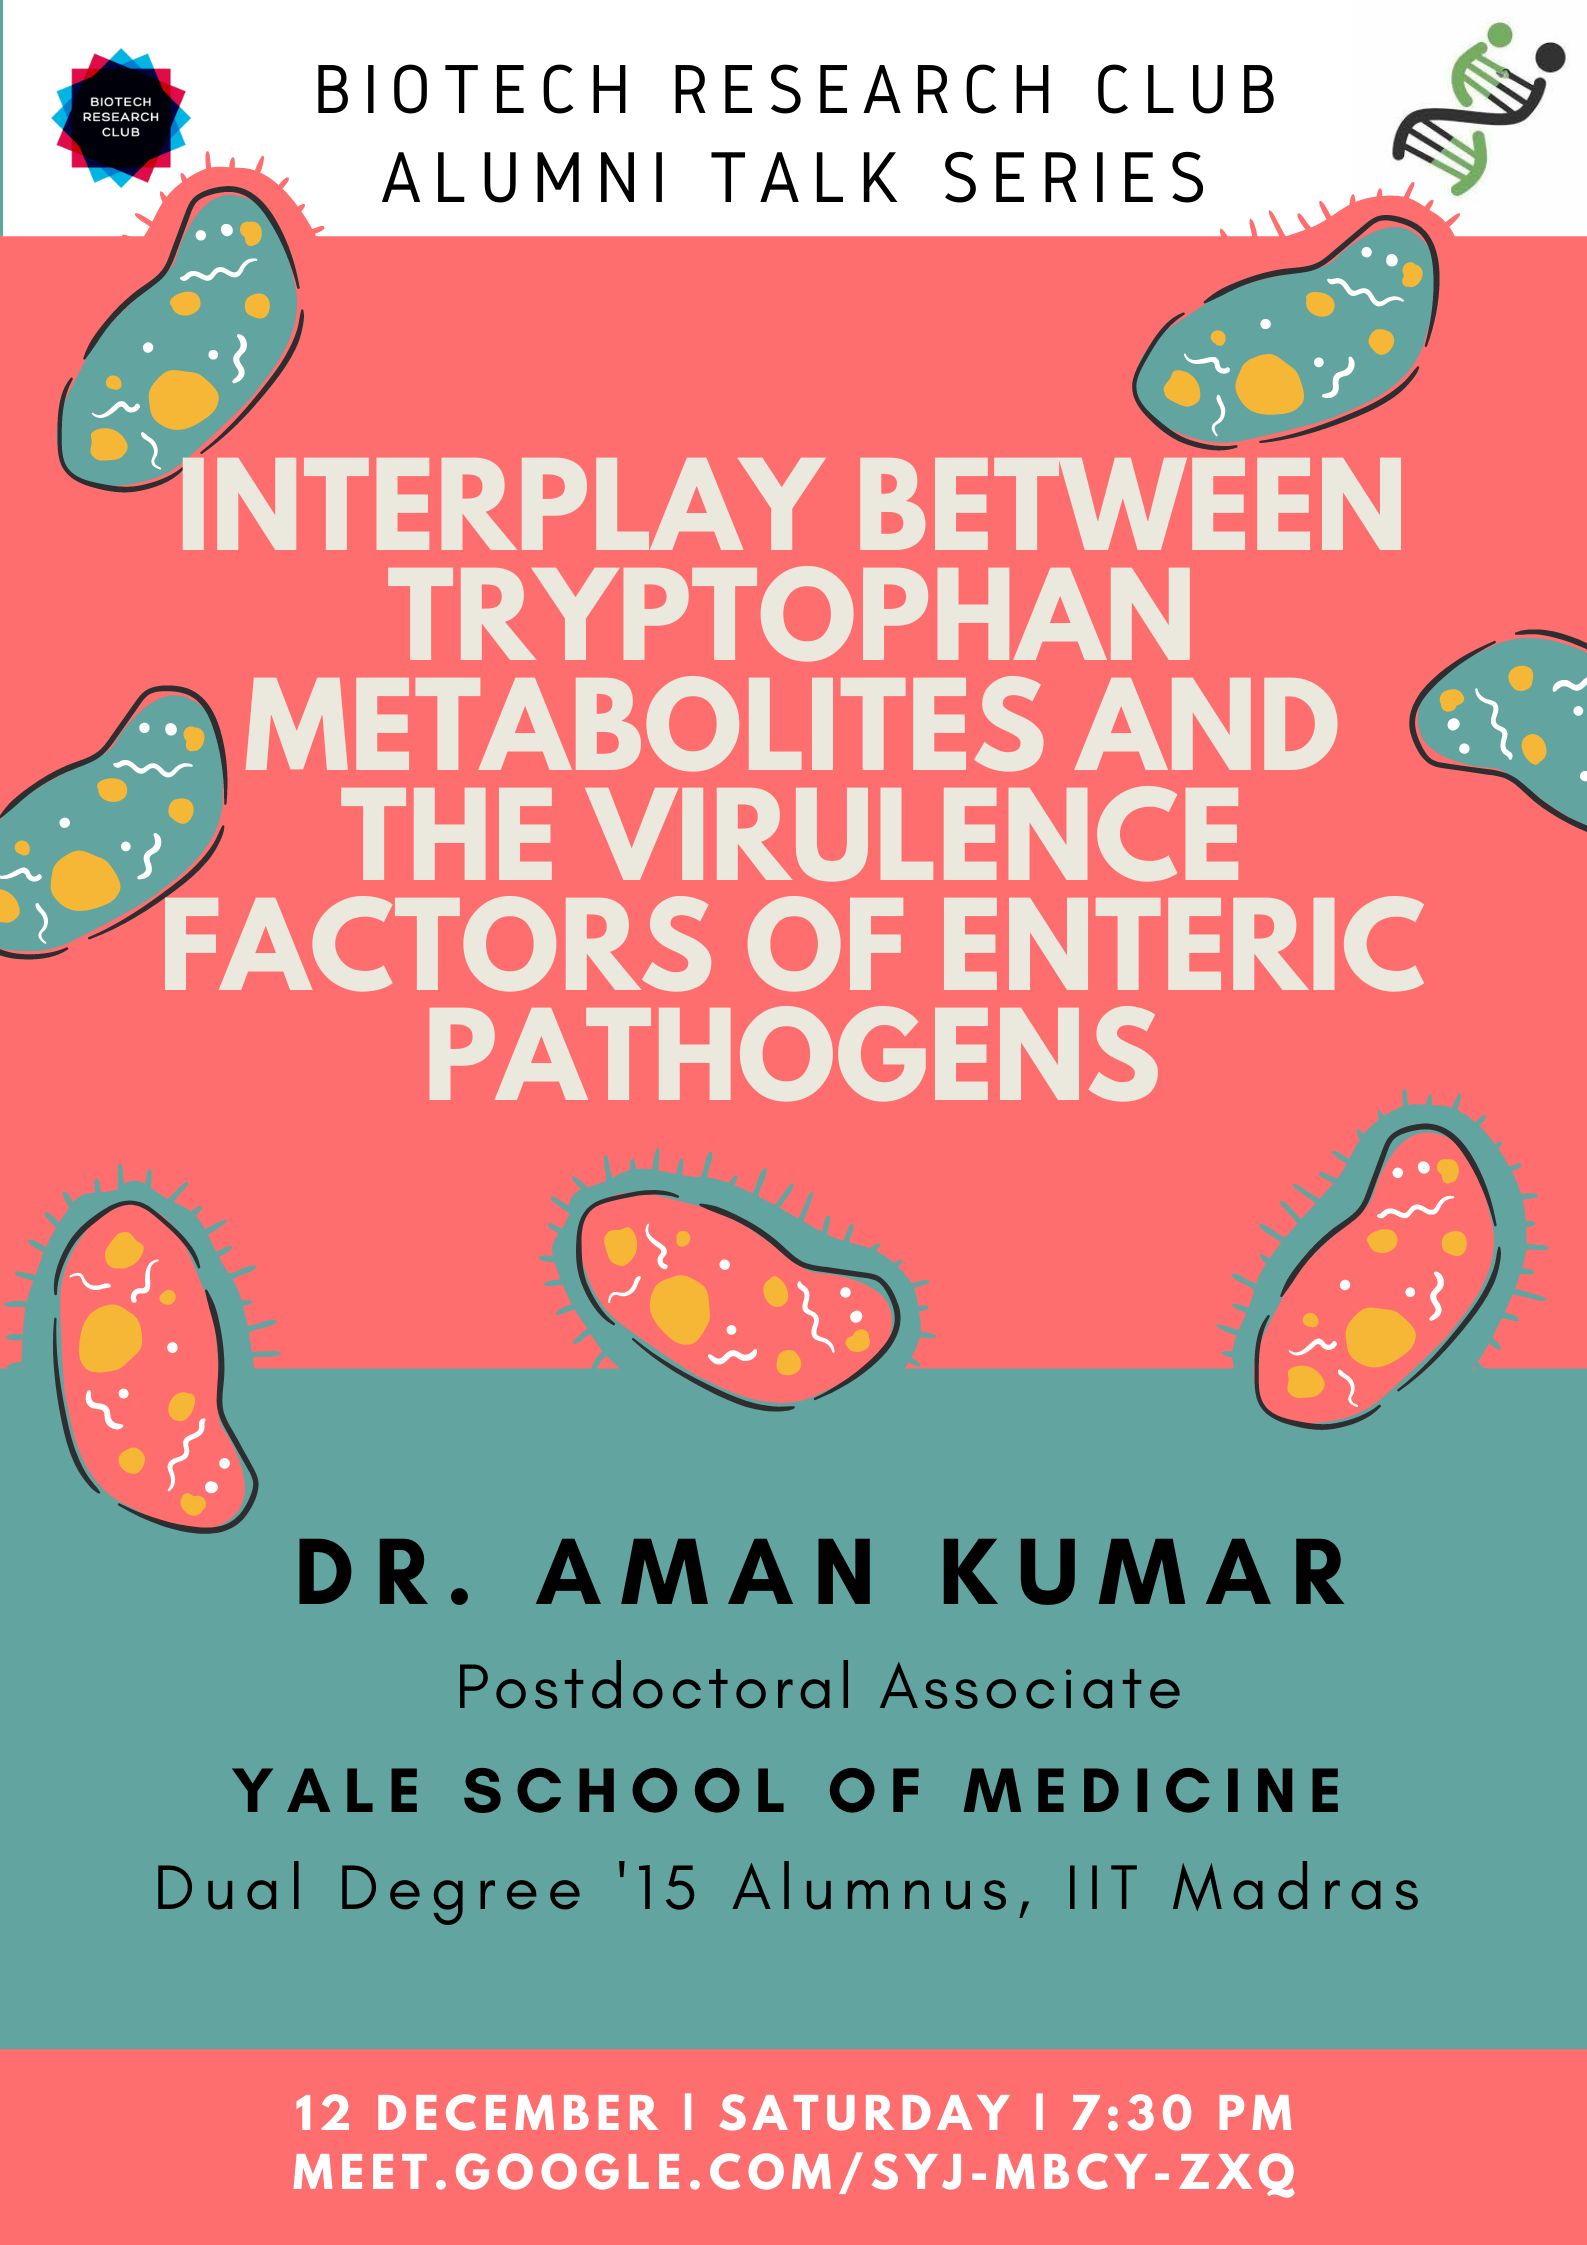 BIOTECH
RESEARCH
CLUB
BIOTECH RESEARCH CLUB
ALUMNI TALK SERIES
INTERPLAY BETWEEN
TRYPTOPHAN
METABOLITES AND
THE VIRULENCE
FACTORS OF ENTERIC
PATHOGENS
DR. AMAN KUMAR
Postdoctoral Associate
YALE SCHOOL OF MEDICINE
Dual Degree '15 Alumnus, IIT Madras
12 DECEMBER | SATURDAY | 7:30 PM
MEET.GOOGLE.COM/SYJ-MBCY-ZXQ